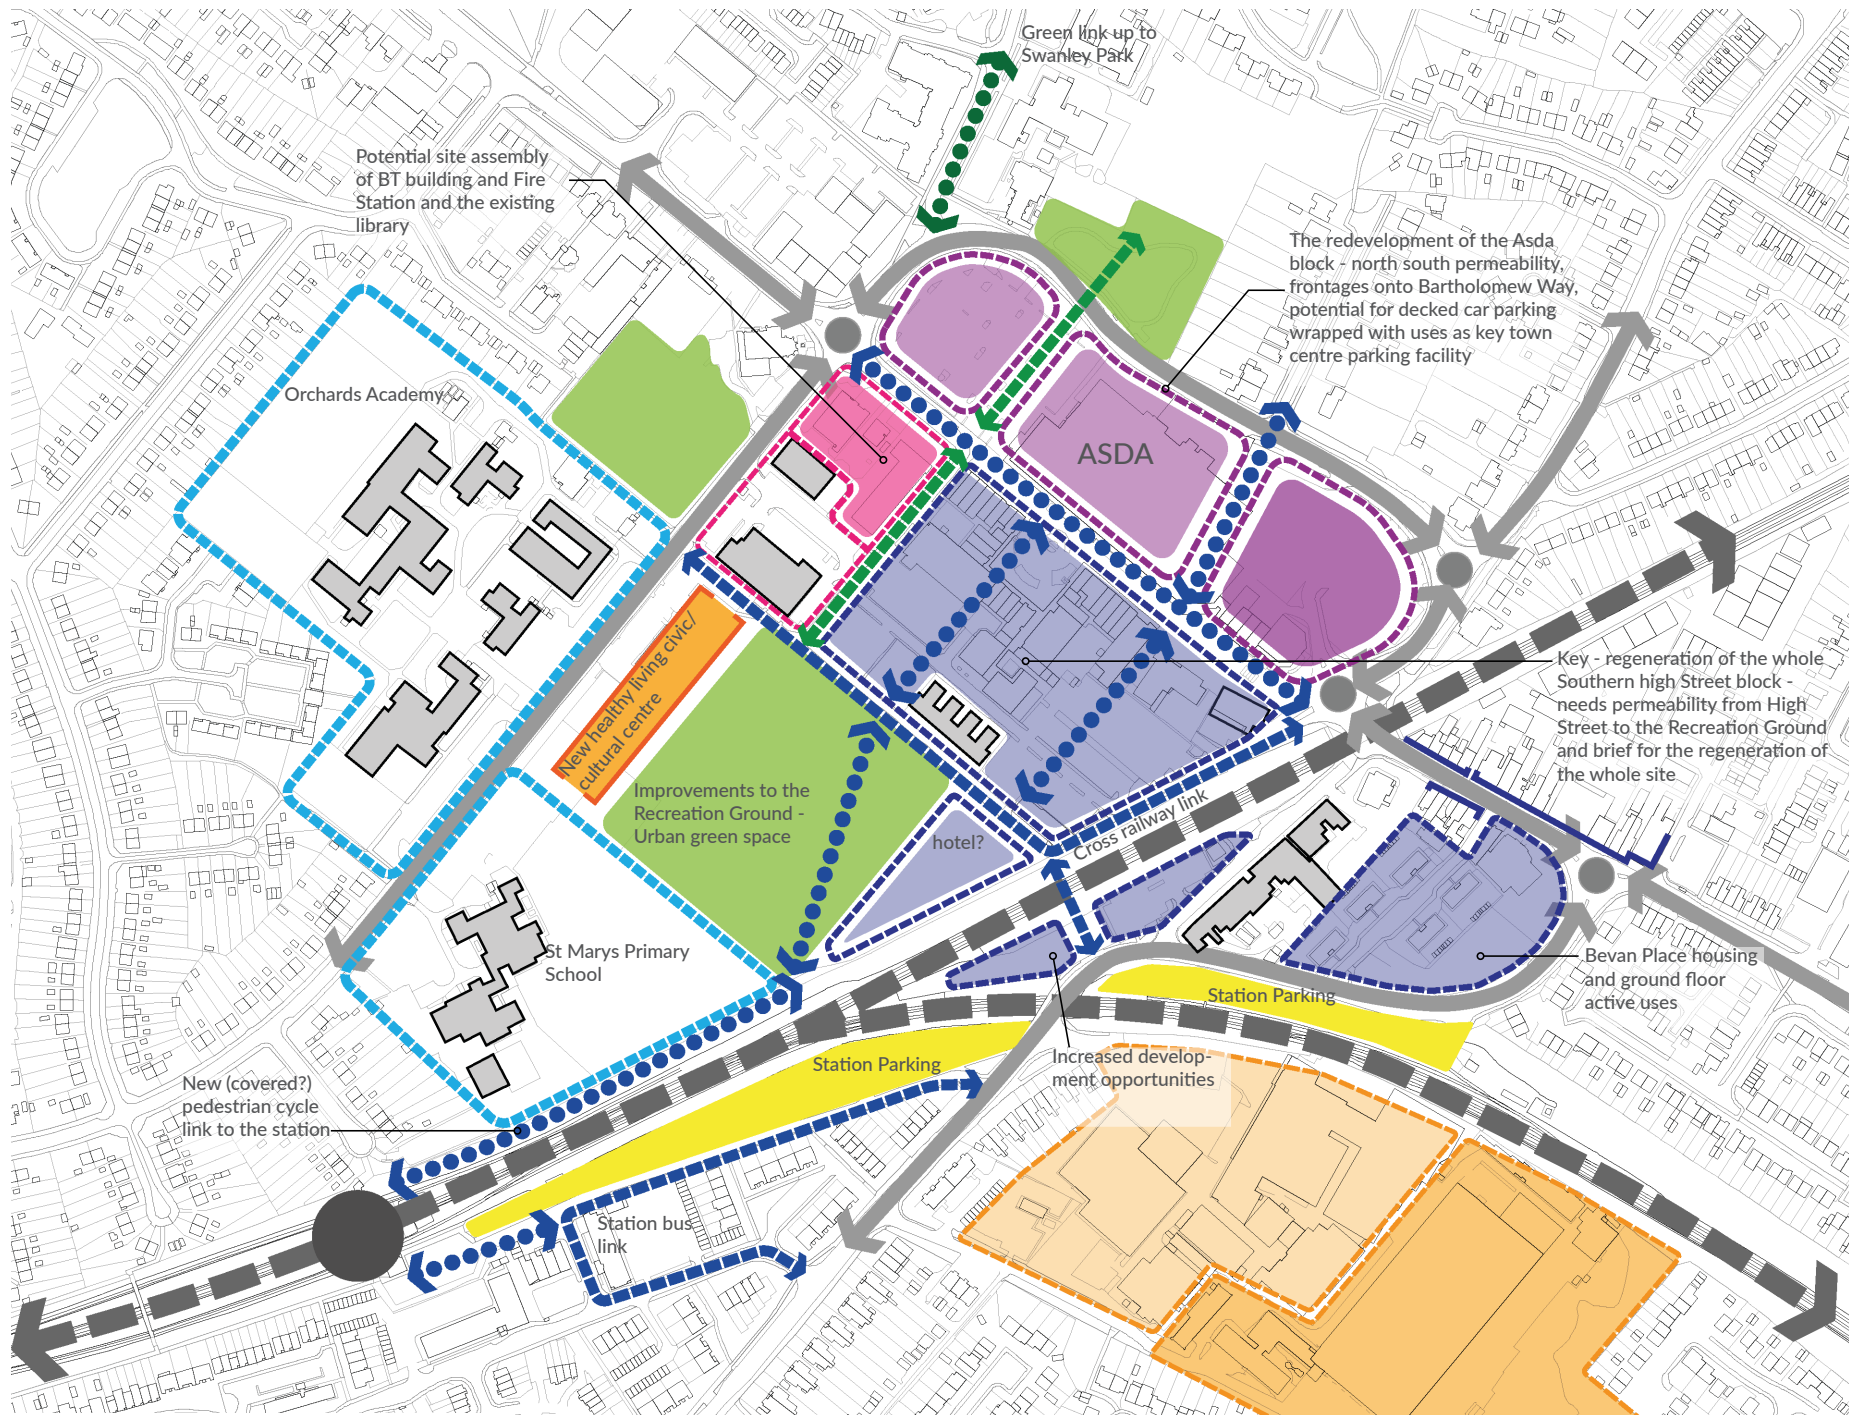 Green link up to
Swanley Park
Potential site assembly
of BT building and Fire
Station and the existing
library
The redevelopment of the Asda
block - north south permeability,
frontages onto Bartholomew Way,
potential for decked car parking
wrapped with uses as key town
centre parking facility
Orchards Academy
ASDA
New healthy living civic/
cultural centre
Key - regeneration of the whole
Southern high Street block -
needs permeability from High
Street to the Recreation Ground
and brief for the regeneration of
the whole site
Improvements to the
Recreation Ground -
Urban green space
hotel?
Cross railway link
St Marys Primary
School
Bevan Place housing
and ground floor
active uses
Station Parking
Station Parking
Increased develop-
ment opportunities
New (covered?)
pedestrian cycle
link to the station
Station bus
link